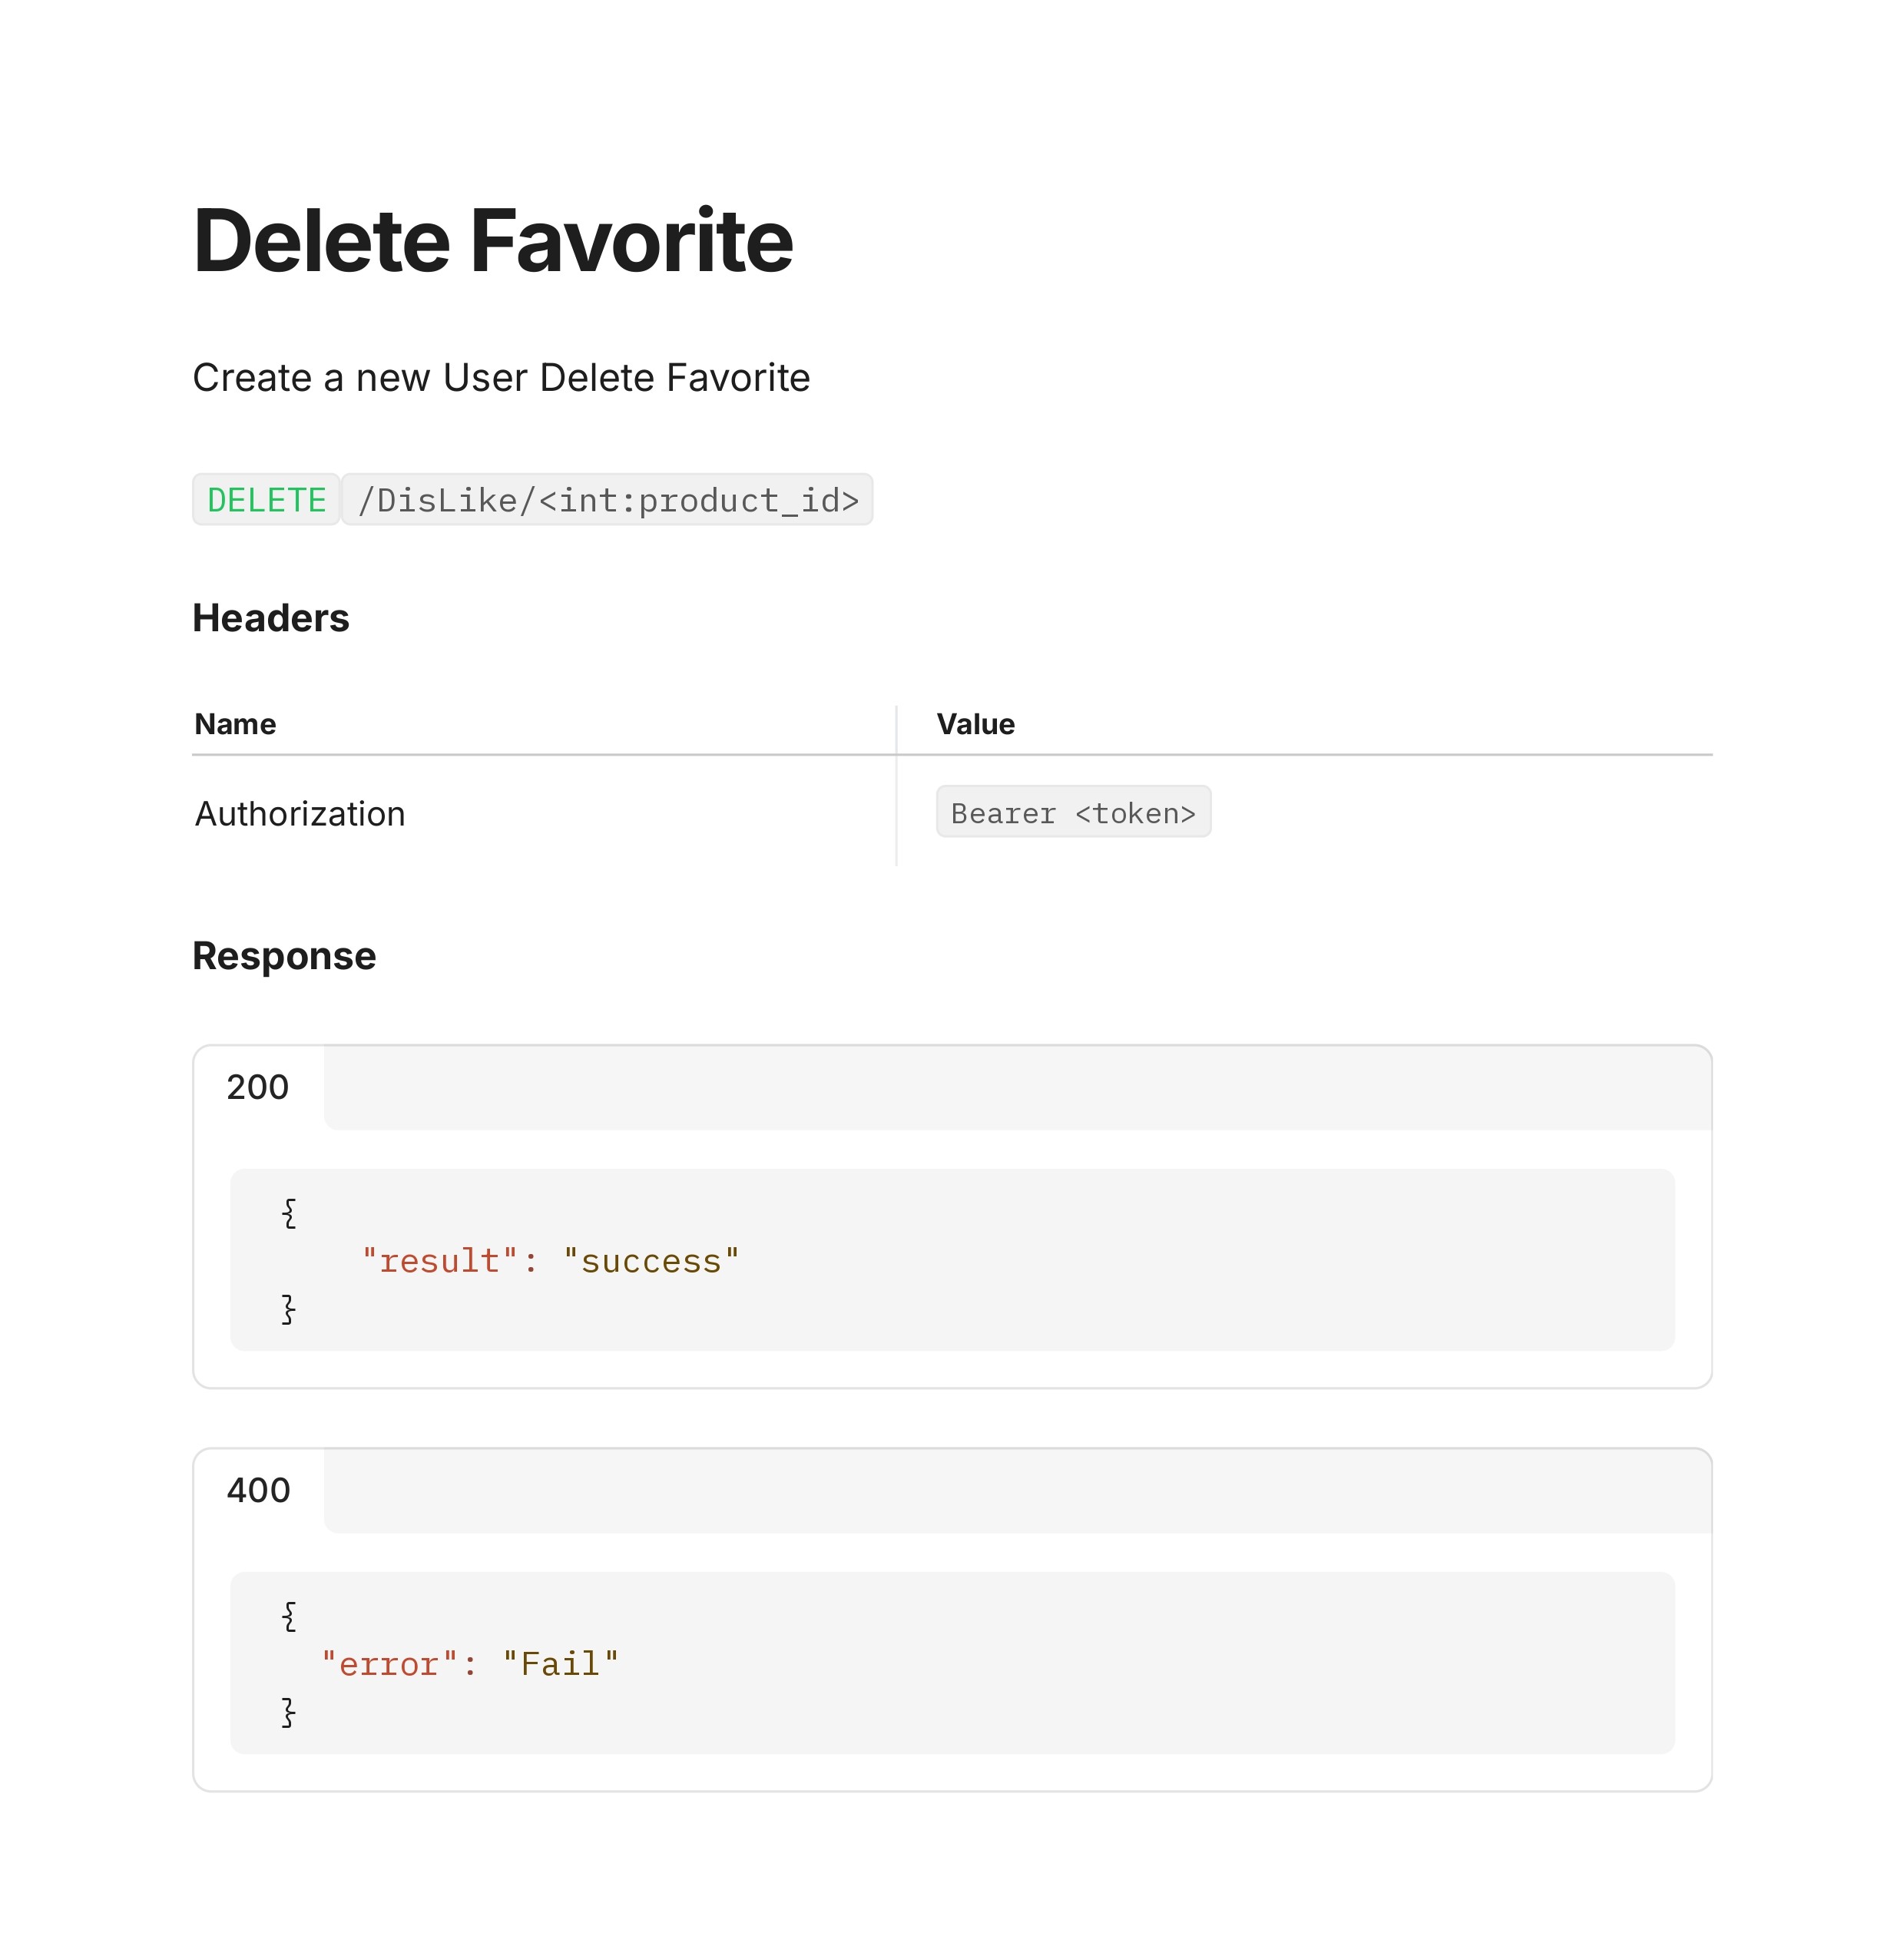 Delete Favorite
Create a new User Delete Favorite
DELETE /DisLike/<int:product_id>
Headers
Name Value
Authorization Bearer <token>
Response
200
{
"result": "success"
}
400
{
"error": "Fail"
}